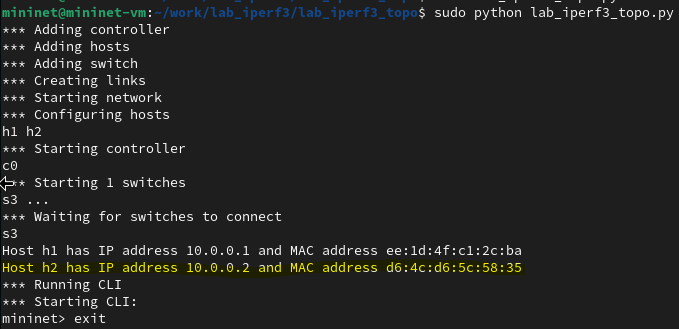 mininet@mininet-vm:~/work/lab_iperf3/lab_iperf3_topo$ sudo python lab_iperf3_topo.py
*** Adding controller
*** Adding hosts
*** Adding switch
*** Creating links
*** Starting network
*** Configuring hosts
h1 h2
*** Starting controller
c0
*** Starting 1 switches
s3 ...
*** Waiting for switches to connect
s3
Host h1 has IP address 10.0.0.1 and MAC address ee:1d:4f:c1:2c:ba
Host h2 has IP address 10.0.0.2 and MAC address d6:4c:d6:5c:58:35
*** Running CLI
*** Starting CLI:
mininet> exit